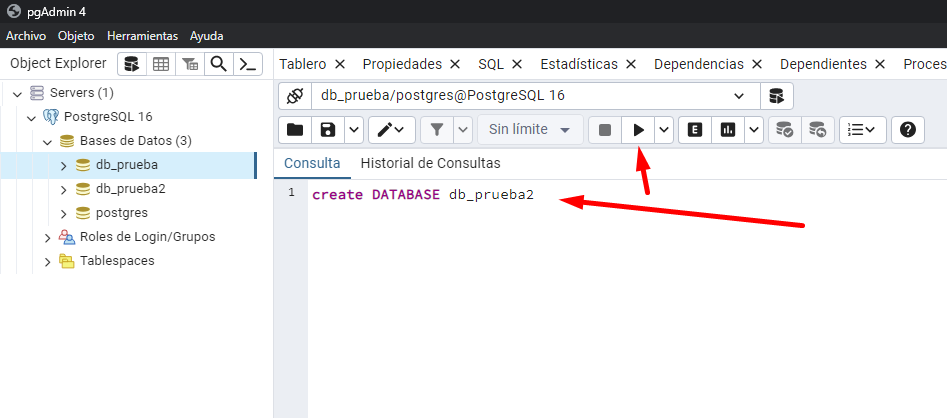 pgAdmin 4
Archivo Objeto Herramientas Ayuda
Object Explorer
Tablero Propiedades SQL Estadísticas Dependencias Dependientes Proces
Servers (1)
db_prueba/postgres@PostgreSQL 16
PostgreSQL 16
Sin límite
E
Bases de Datos (3)
db_prueba
Consulta Historial de Consultas
db_prueba2
1 create DATABASE db_prueba2
postgres
Roles de Login/Grupos
Tablespaces